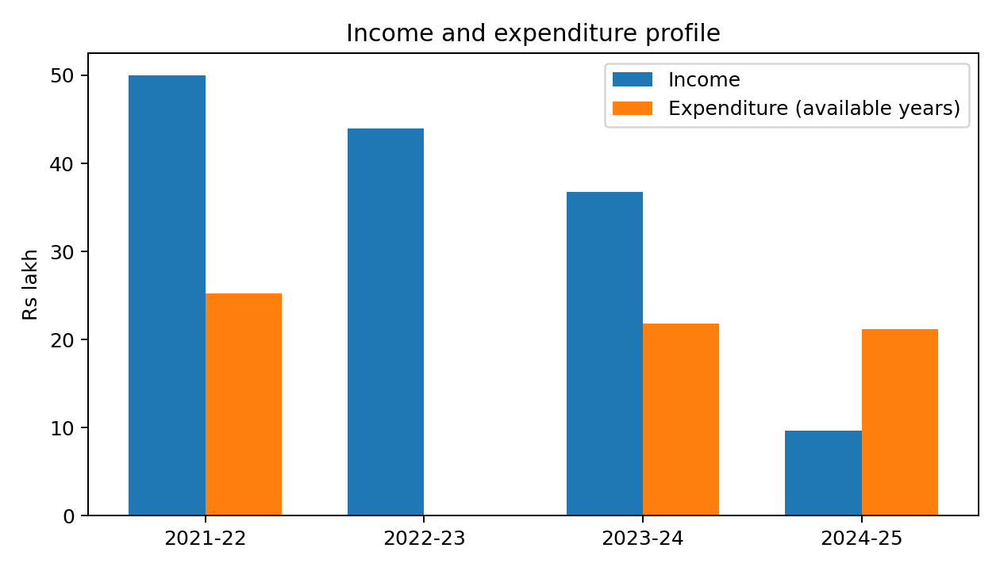 Income and expenditure profile
Income
Expenditure (available years)
Rs lakh
50
40
30
20
10
0
2021-22
2022-23
2023-24
2024-25